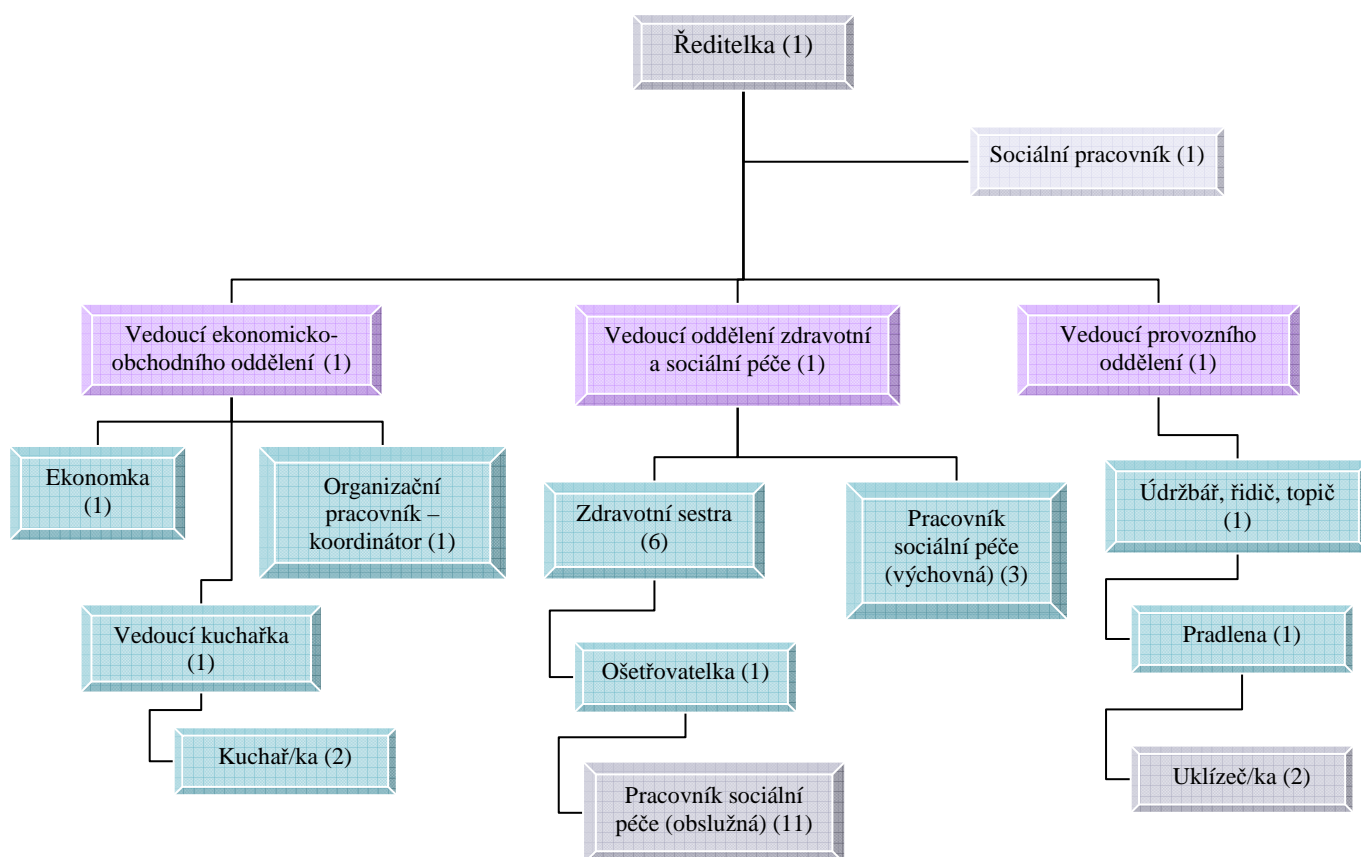 Ředitelka (1)
Sociální pracovník (1)
Vedoucí ekonomicko-
obchodního oddělení (1)
Vedoucí oddělení zdravotní
a sociální péče (1)
Vedoucí provozního
oddělení (1)
Ekonomka
(1)
Organizační
pracovník –
koordinátor (1)
Zdravotní sestra
(6)
Pracovník
sociální péče
(výchovná) (3)
Údržbář, řidič, topič
(1)
Vedoucí kuchařka
(1)
Ošetřovatelka (1)
Pradlena (1)
Kuchař/ka (2)
Pracovník sociální
péče (obslužná) (11)
Uklízeč/ka (2)